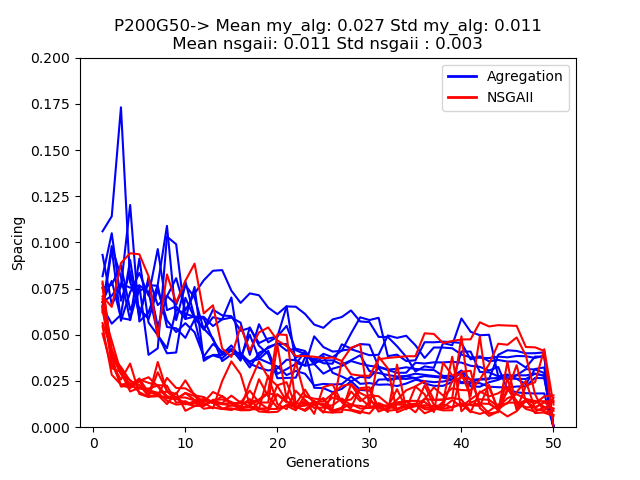 P200G50-> Mean my_alg: 0.027 Std my_alg: 0.011
Mean nsgaii: 0.011 Std nsgaii : 0.003
0.200
0.175
0.150
0.125
0.100
0.075
0.050
0.025
0.000
Spacing
Agregation
NSGAII
0 10 20 30 40 50
Generations